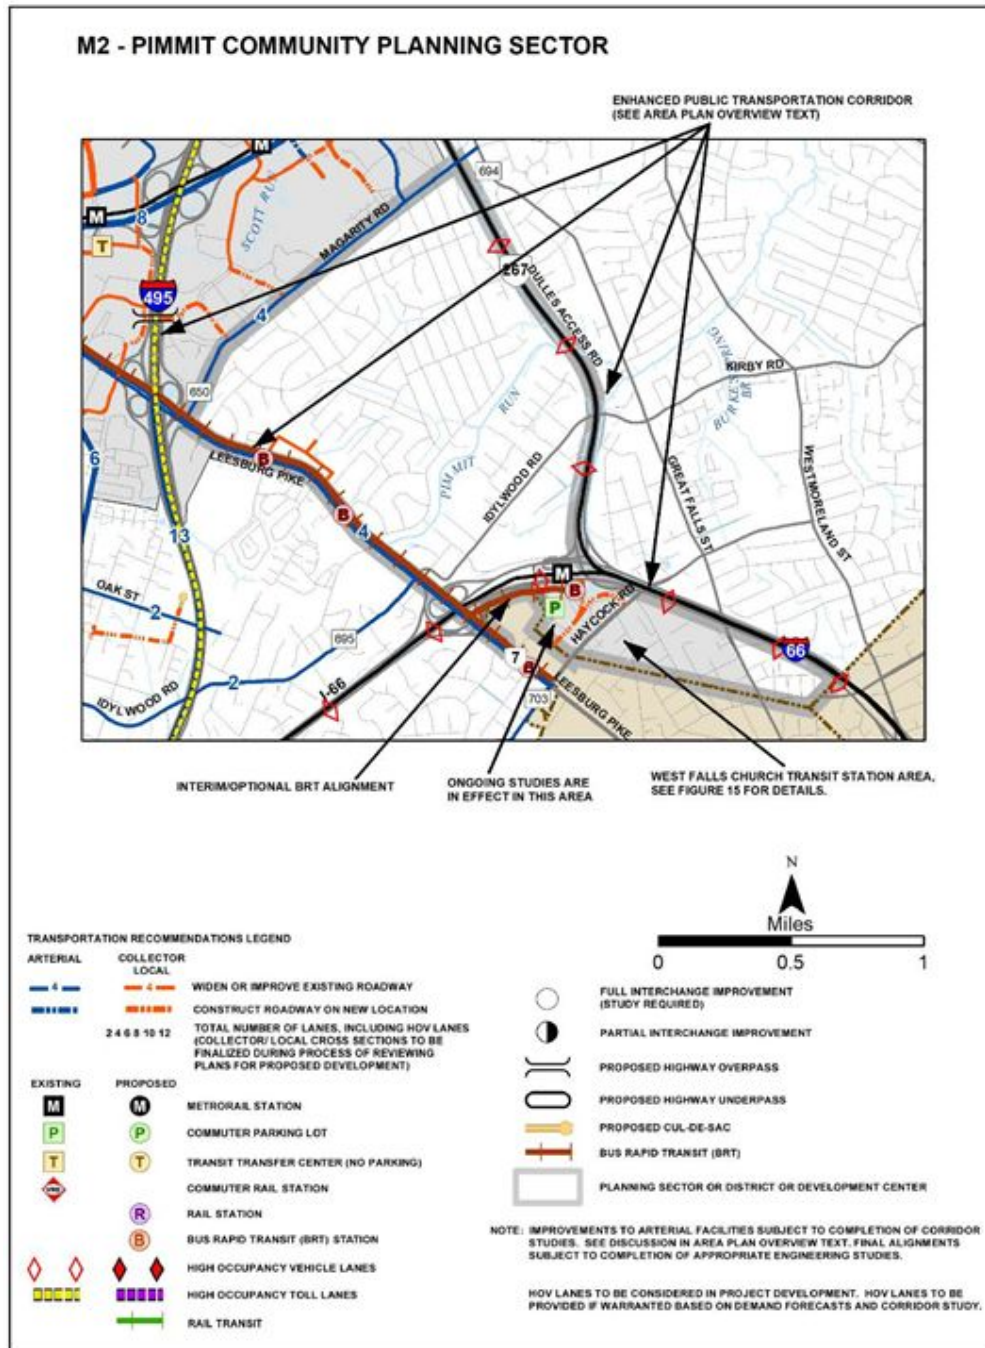 M2 - PIMMIT COMMUNITY PLANNING SECTOR
ENHANCED PUBLIC TRANSPORTATION CORRIDOR
(SEE AREA PLAN OVERVIEW TEXT)
M
694
SCOTT RUN
8
M
MAGARITY RD
T
267
DULLES ACCESS RD
495
4
BURKE'S SPRING BR
KIRBY RD
650
RUN
6
B
LEESBURG PIKE
PIMMIT
IDYLWOOD RD
GREAT FALLS ST
WESTMORELAND ST
B
4
13
M
OAK ST
B
2
P
HAYCOCK RD
695
66
7
B
2
IDYLWOOD RD
I-66
703
LEESBURG PIKE
INTERIM/OPTIONAL BRT ALIGNMENT
ONGOING STUDIES ARE
IN EFFECT IN THIS AREA
WEST FALLS CHURCH TRANSIT STATION AREA,
SEE FIGURE 15 FOR DETAILS.
N
Miles
0 0.5 1
TRANSPORTATION RECOMMENDATIONS LEGEND
ARTERIAL
COLLECTOR
LOCAL
4 4 WIDEN OR IMPROVE EXISTING ROADWAY
CONSTRUCT ROADWAY ON NEW LOCATION
2 4 6 8 10 12 TOTAL NUMBER OF LANES, INCLUDING HOV LANES
(COLLECTOR/ LOCAL CROSS SECTIONS TO BE
FINALIZED DURING PROCESS OF REVIEWING
PLANS FOR PROPOSED DEVELOPMENT)
EXISTING PROPOSED
M M METRORAIL STATION
P P COMMUTER PARKING LOT
T T TRANSIT TRANSFER CENTER (NO PARKING)
VRE COMMUTER RAIL STATION
R RAIL STATION
B BUS RAPID TRANSIT (BRT) STATION
HIGH OCCUPANCY VEHICLE LANES
HIGH OCCUPANCY TOLL LANES
RAIL TRANSIT
FULL INTERCHANGE IMPROVEMENT
(STUDY REQUIRED)
PARTIAL INTERCHANGE IMPROVEMENT
PROPOSED HIGHWAY OVERPASS
PROPOSED HIGHWAY UNDERPASS
PROPOSED CUL-DE-SAC
BUS RAPID TRANSIT (BRT)
PLANNING SECTOR OR DISTRICT OR DEVELOPMENT CENTER
NOTE: IMPROVEMENTS TO ARTERIAL FACILITIES SUBJECT TO COMPLETION OF CORRIDOR
STUDIES. SEE DISCUSSION IN AREA PLAN OVERVIEW TEXT. FINAL ALIGNMENTS
SUBJECT TO COMPLETION OF APPROPRIATE ENGINEERING STUDIES.
HOV LANES TO BE CONSIDERED IN PROJECT DEVELOPMENT. HOV LANES TO BE
PROVIDED IF WARRANTED BASED ON DEMAND FORECASTS AND CORRIDOR STUDY.